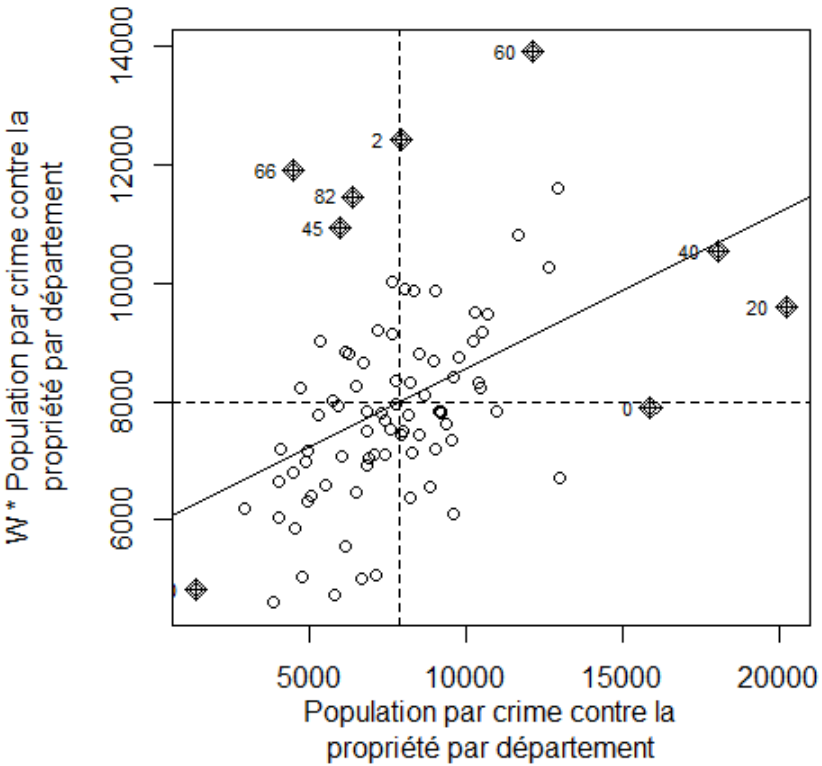 W * Population par crime contre la
propriété par département
14000
12000
10000
8000
6000
60
2
66
82
45
40
20
0
5000 10000 15000 20000
Population par crime contre la
propriété par département